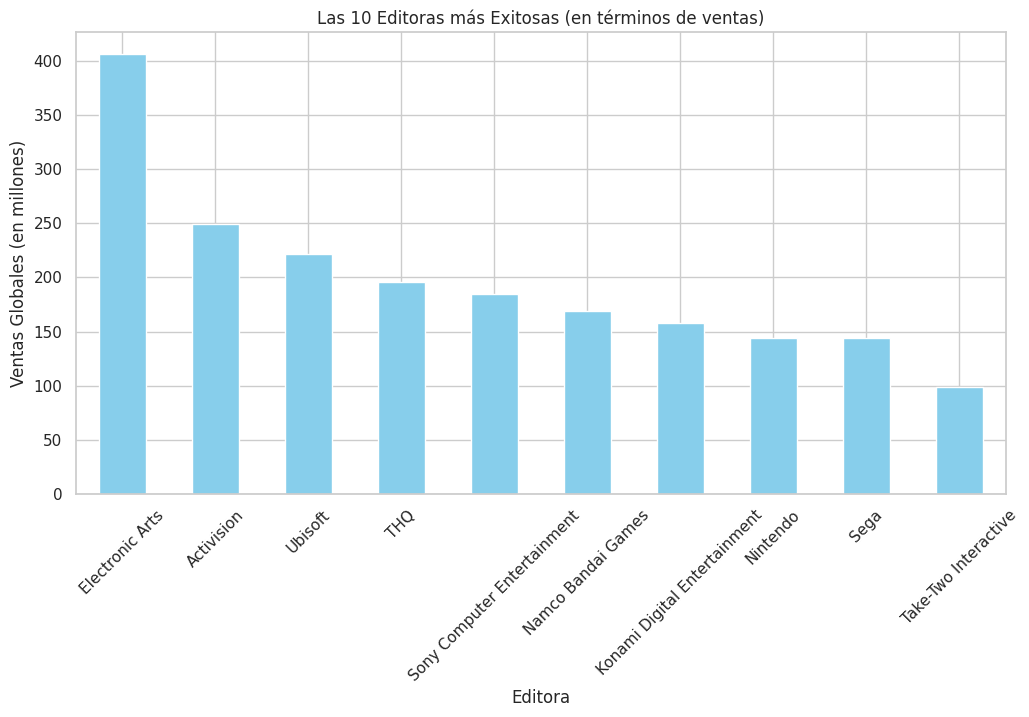 Las 10 Editoras más Exitosas (en términos de ventas)
Ventas Globales (en millones)
400
350
300
250
200
150
100
50
0
Electronic Arts
Activision
Ubisoft
THQ
Sony Computer Entertainment
Namco Bandai Games
Konami Digital Entertainment
Nintendo
Sega
Take-Two Interactive
Editora